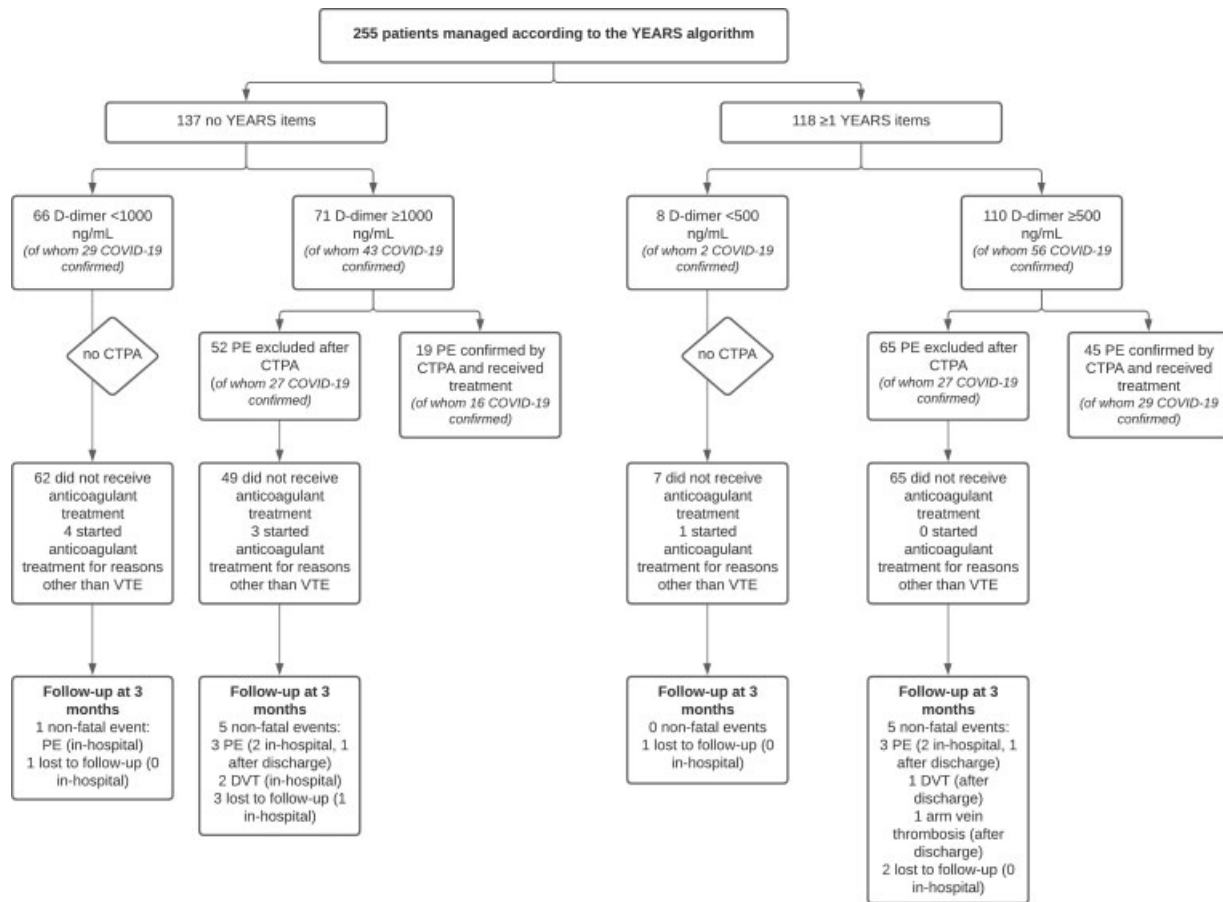 255 patients managed according to the YEARS algorithm
137 no YEARS items
118 ≥1 YEARS items
66 D-dimer <1000
ng/mL
(of whom 29 COVID-19
confirmed)
71 D-dimer ≥1000
ng/mL
(of whom 43 COVID-19
confirmed)
8 D-dimer <500
ng/mL
(of whom 2 COVID-19
confirmed)
110 D-dimer ≥500
ng/mL
(of whom 56 COVID-19
confirmed)
no CTPA
52 PE excluded after
CTPA
(of whom 27 COVID-19
confirmed)
19 PE confirmed by
CTPA and received
treatment
(of whom 16 COVID-19
confirmed)
no CTPA
65 PE excluded after
CTPA
(of whom 27 COVID-19
confirmed)
45 PE confirmed by
CTPA and received
treatment
(of whom 29 COVID-19
confirmed)
62 did not receive
anticoagulant
treatment
4 started
anticoagulant
treatment for reasons
other than VTE
49 did not receive
anticoagulant
treatment
3 started
anticoagulant
treatment for reasons
other than VTE
7 did not receive
anticoagulant
treatment
1 started
anticoagulant
treatment for reasons
other than VTE
65 did not receive
anticoagulant
treatment
0 started
anticoagulant
treatment for reasons
other than VTE
Follow-up at 3
months
1 non-fatal event:
PE (in-hospital)
1 lost to follow-up (0
in-hospital)
Follow-up at 3
months
5 non-fatal events:
3 PE (2 in-hospital, 1
after discharge)
2 DVT (in-hospital)
3 lost to follow-up (1
in-hospital)
Follow-up at 3
months
0 non-fatal events
1 lost to follow-up (0
in-hospital)
Follow-up at 3
months
5 non-fatal events:
3 PE (2 in-hospital, 1
after discharge)
1 DVT (after
discharge)
1 arm vein
thrombosis (after
discharge)
2 lost to follow-up (0
in-hospital)